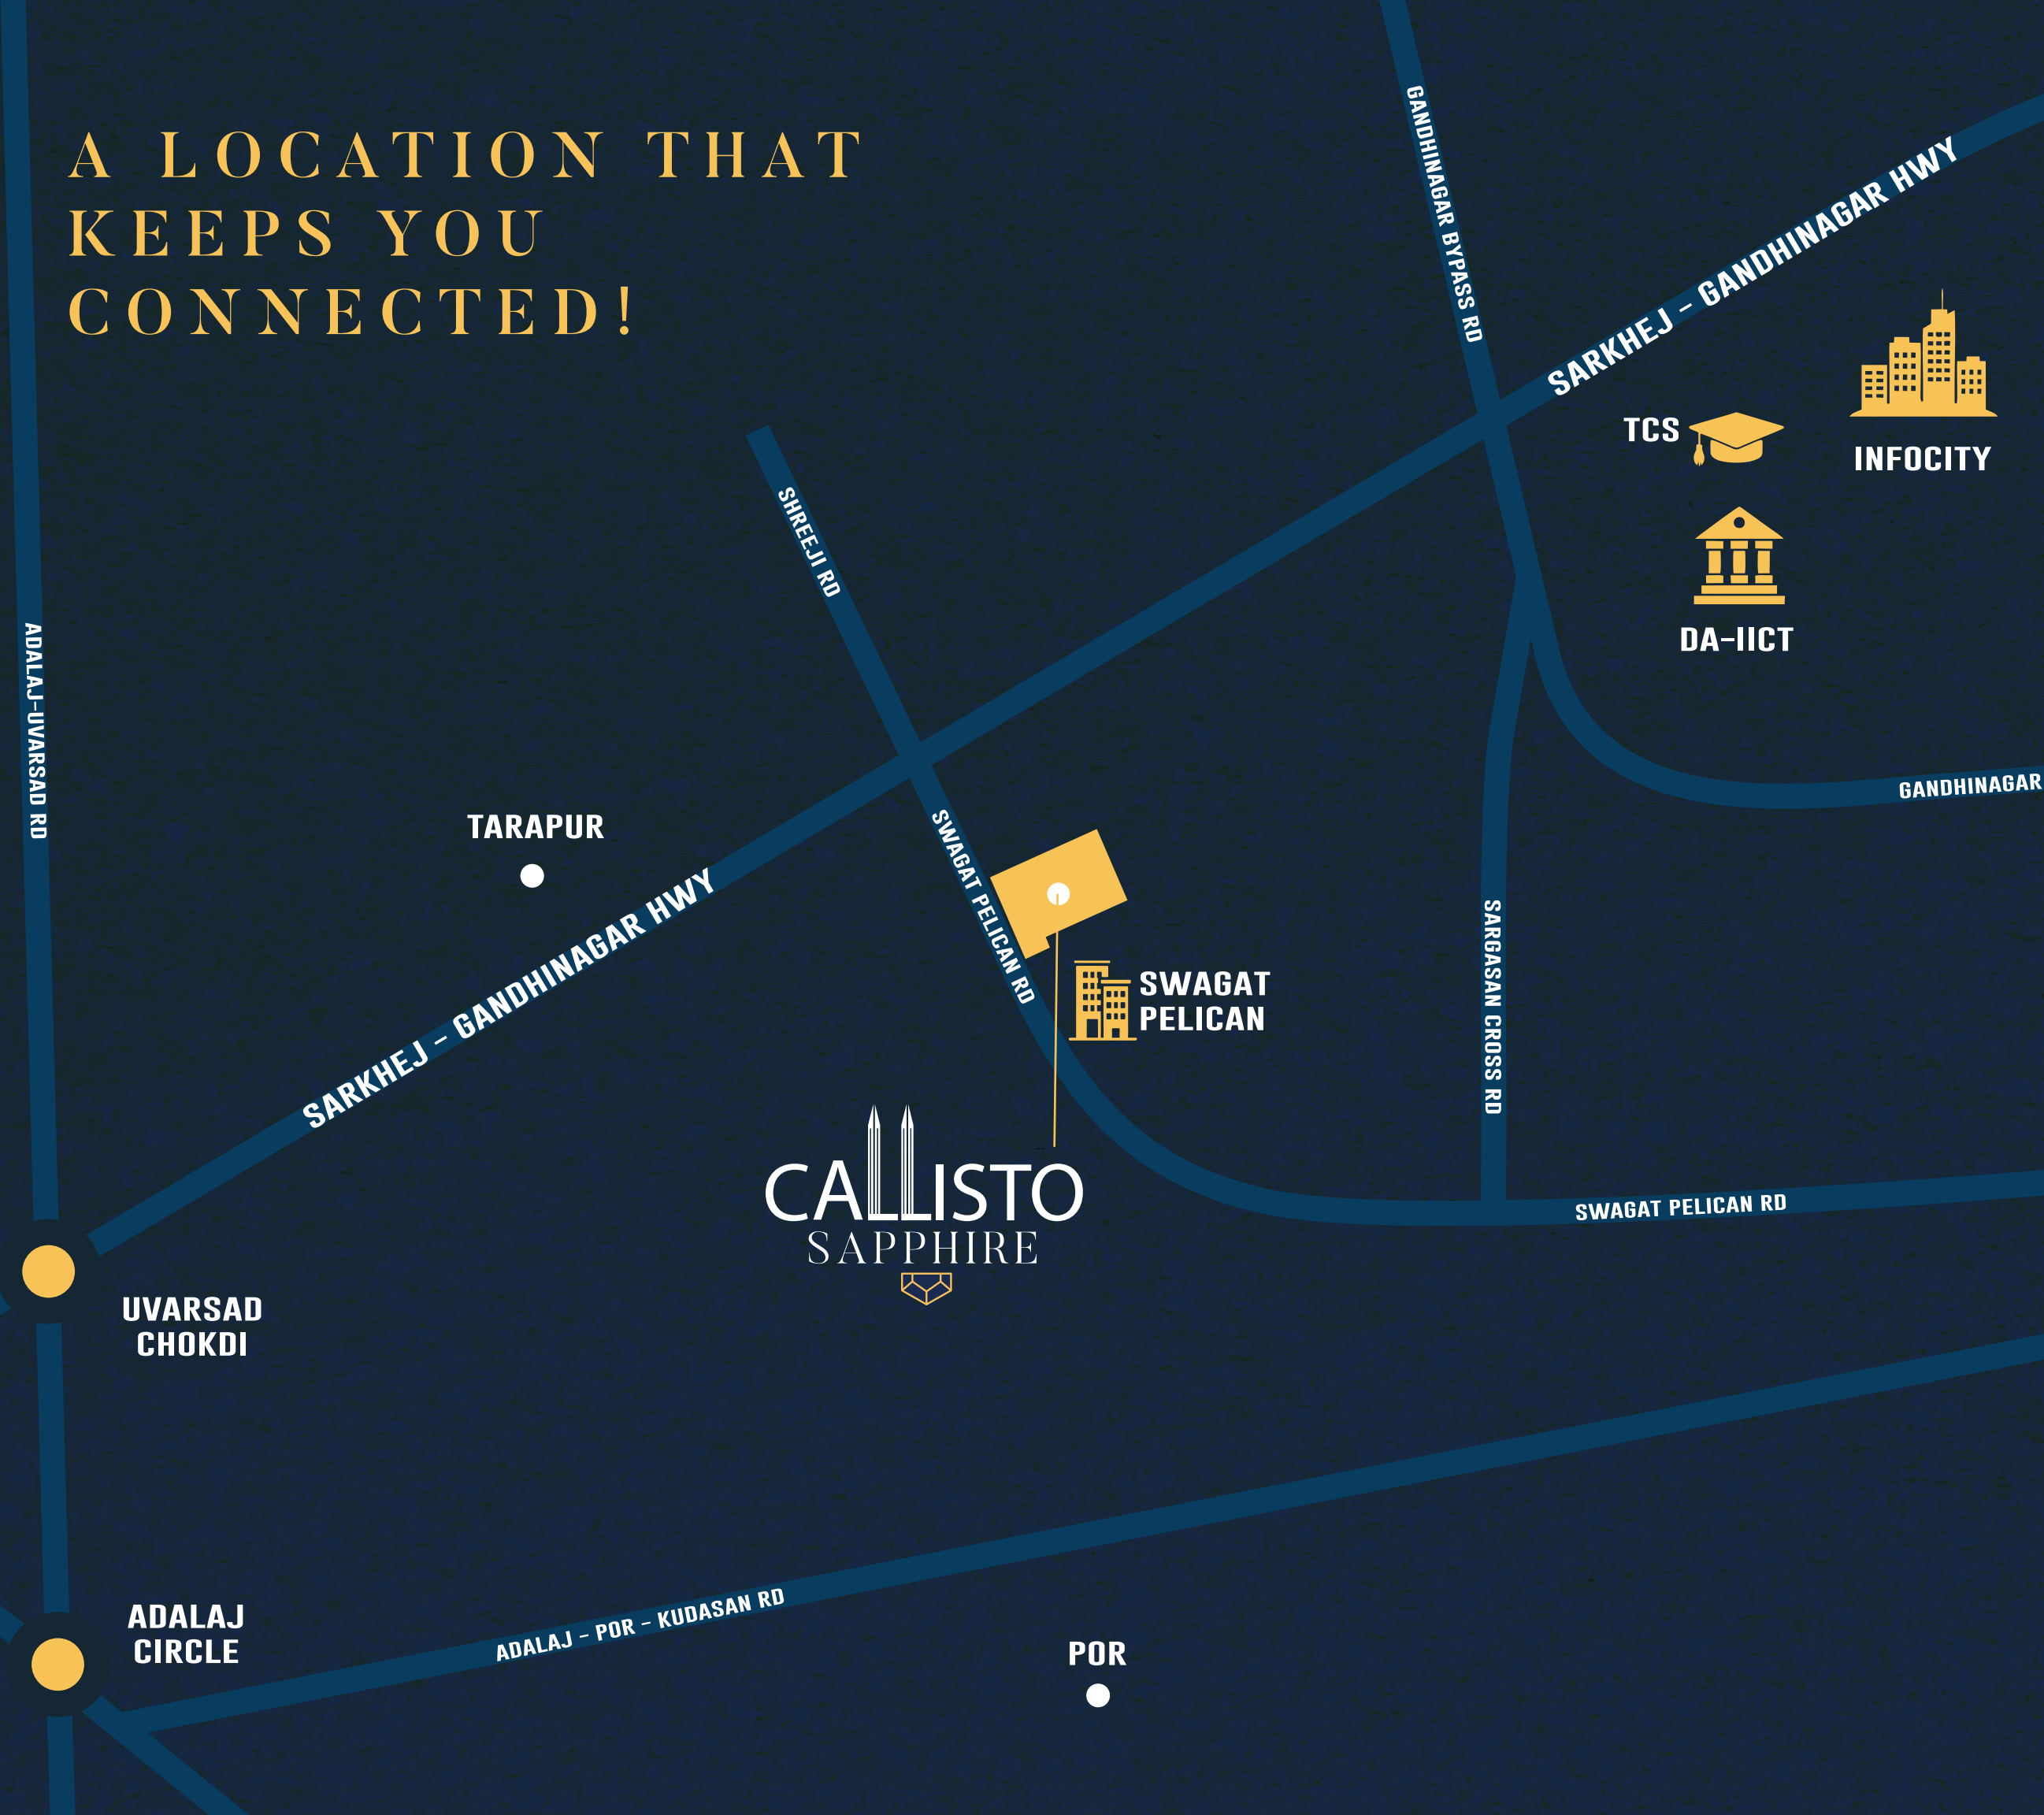 A LOCATION THAT
KEEPS YOU
CONNECTED!
GANDHINAGAR BYPASS RD
SARKHEJ - GANDHINAGAR HWY
TCS
INFOCITY
SHREEJI RD
DA-IICT
ADALAJ-UVARSAD RD
GANDHINAGAR
TARAPUR
SWAGAT PELICAN RD
SARKHEJ - GANDHINAGAR HWY
SARGASAN CROSS RD
SWAGAT
PELICAN
CALLISTO
SAPPHIRE
SWAGAT PELICAN RD
UVARSAD
CHOKDI
ADALAJ
CIRCLE
ADALAJ - POR - KUDASAN RD
POR